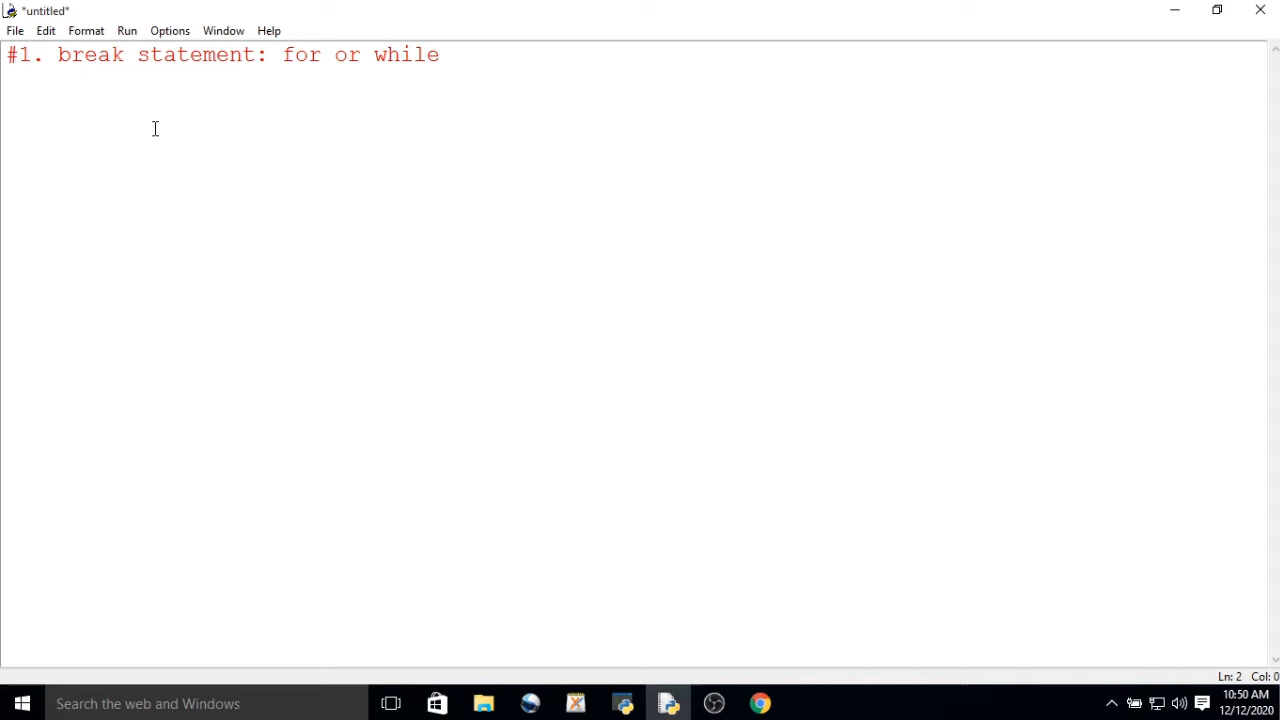 *untitled*
File Edit Format Run Options Window Help
#1. break statement: for or while
Ln: 2 Col: 0
Search the web and Windows
10:50 AM
12/12/2020